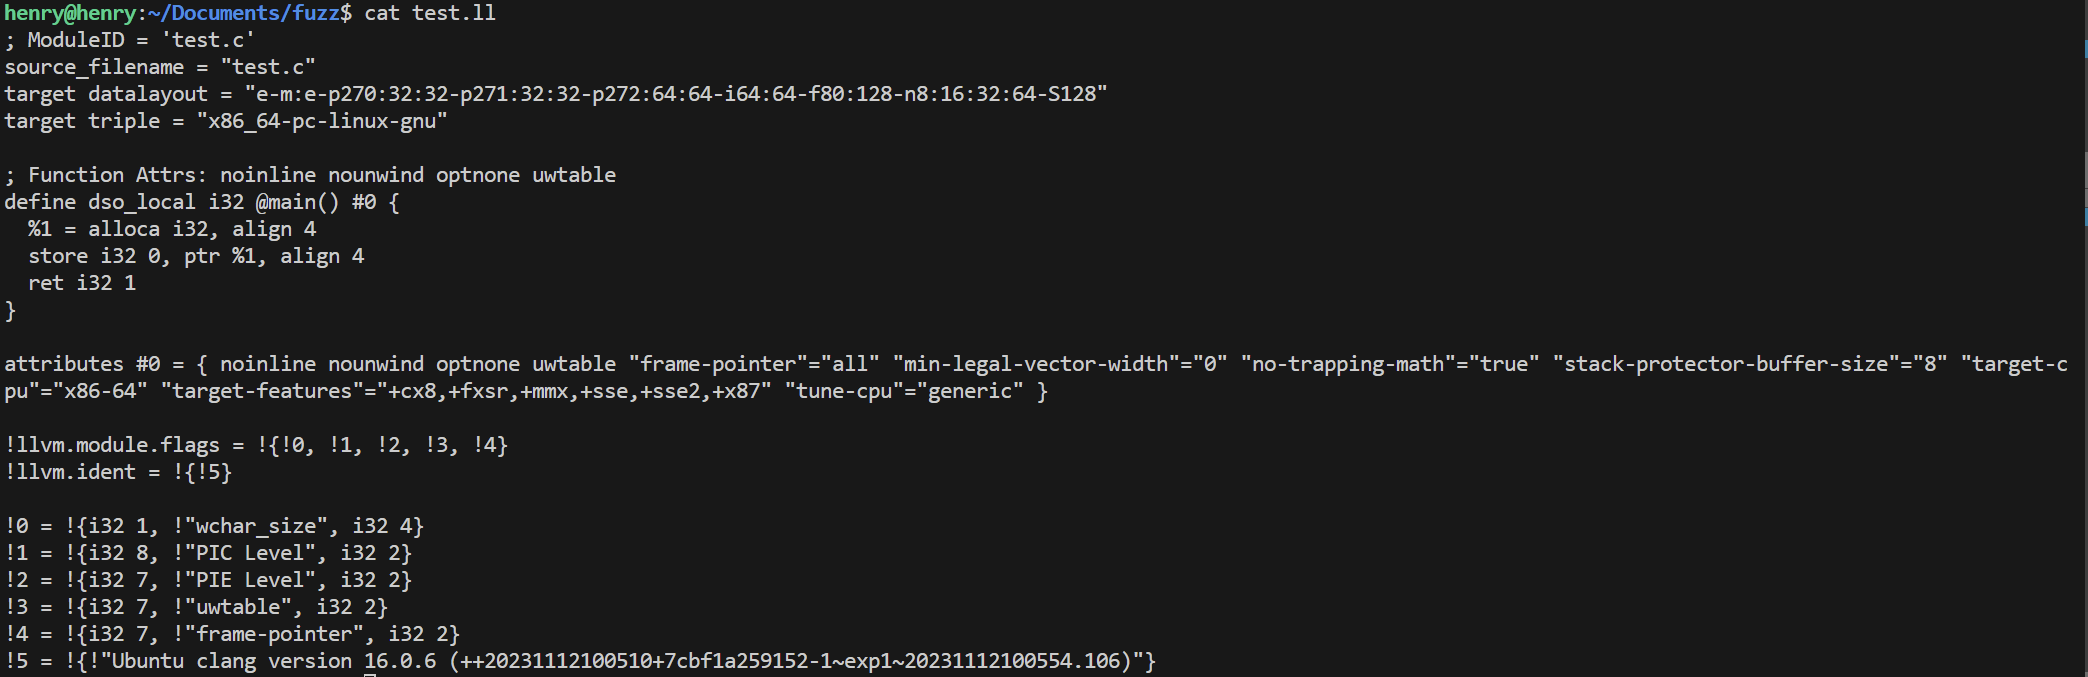 henry@henry:~/Documents/fuzz$ cat test.ll
; ModuleID = 'test.c'
source_filename = "test.c"
target datalayout = "e-m:e-p270:32:32-p271:32:32-p272:64:64-i64:64-f80:128-n8:16:32:64-S128"
target triple = "x86_64-pc-linux-gnu"
; Function Attrs: noinline nounwind optnone uwtable
define dso_local i32 @main() #0 {
  %1 = alloca i32, align 4
  store i32 0, ptr %1, align 4
  ret i32 1
}
attributes #0 = { noinline nounwind optnone uwtable "frame-pointer"="all" "min-legal-vector-width"="0" "no-trapping-math"="true" "stack-protector-buffer-size"="8" "target-c
pu"="x86-64" "target-features"="+cx8,+fxsr,+mmx,+sse,+sse2,+x87" "tune-cpu"="generic" }
!llvm.module.flags = !{!0, !1, !2, !3, !4}
!llvm.ident = !{!5}
!0 = !{i32 1, !"wchar_size", i32 4}
!1 = !{i32 8, !"PIC Level", i32 2}
!2 = !{i32 7, !"PIE Level", i32 2}
!3 = !{i32 7, !"uwtable", i32 2}
!4 = !{i32 7, !"frame-pointer", i32 2}
!5 = !{!"Ubuntu clang version 16.0.6 (++20231112100510+7cbf1a259152-1~exp1~20231112100554.106)"}